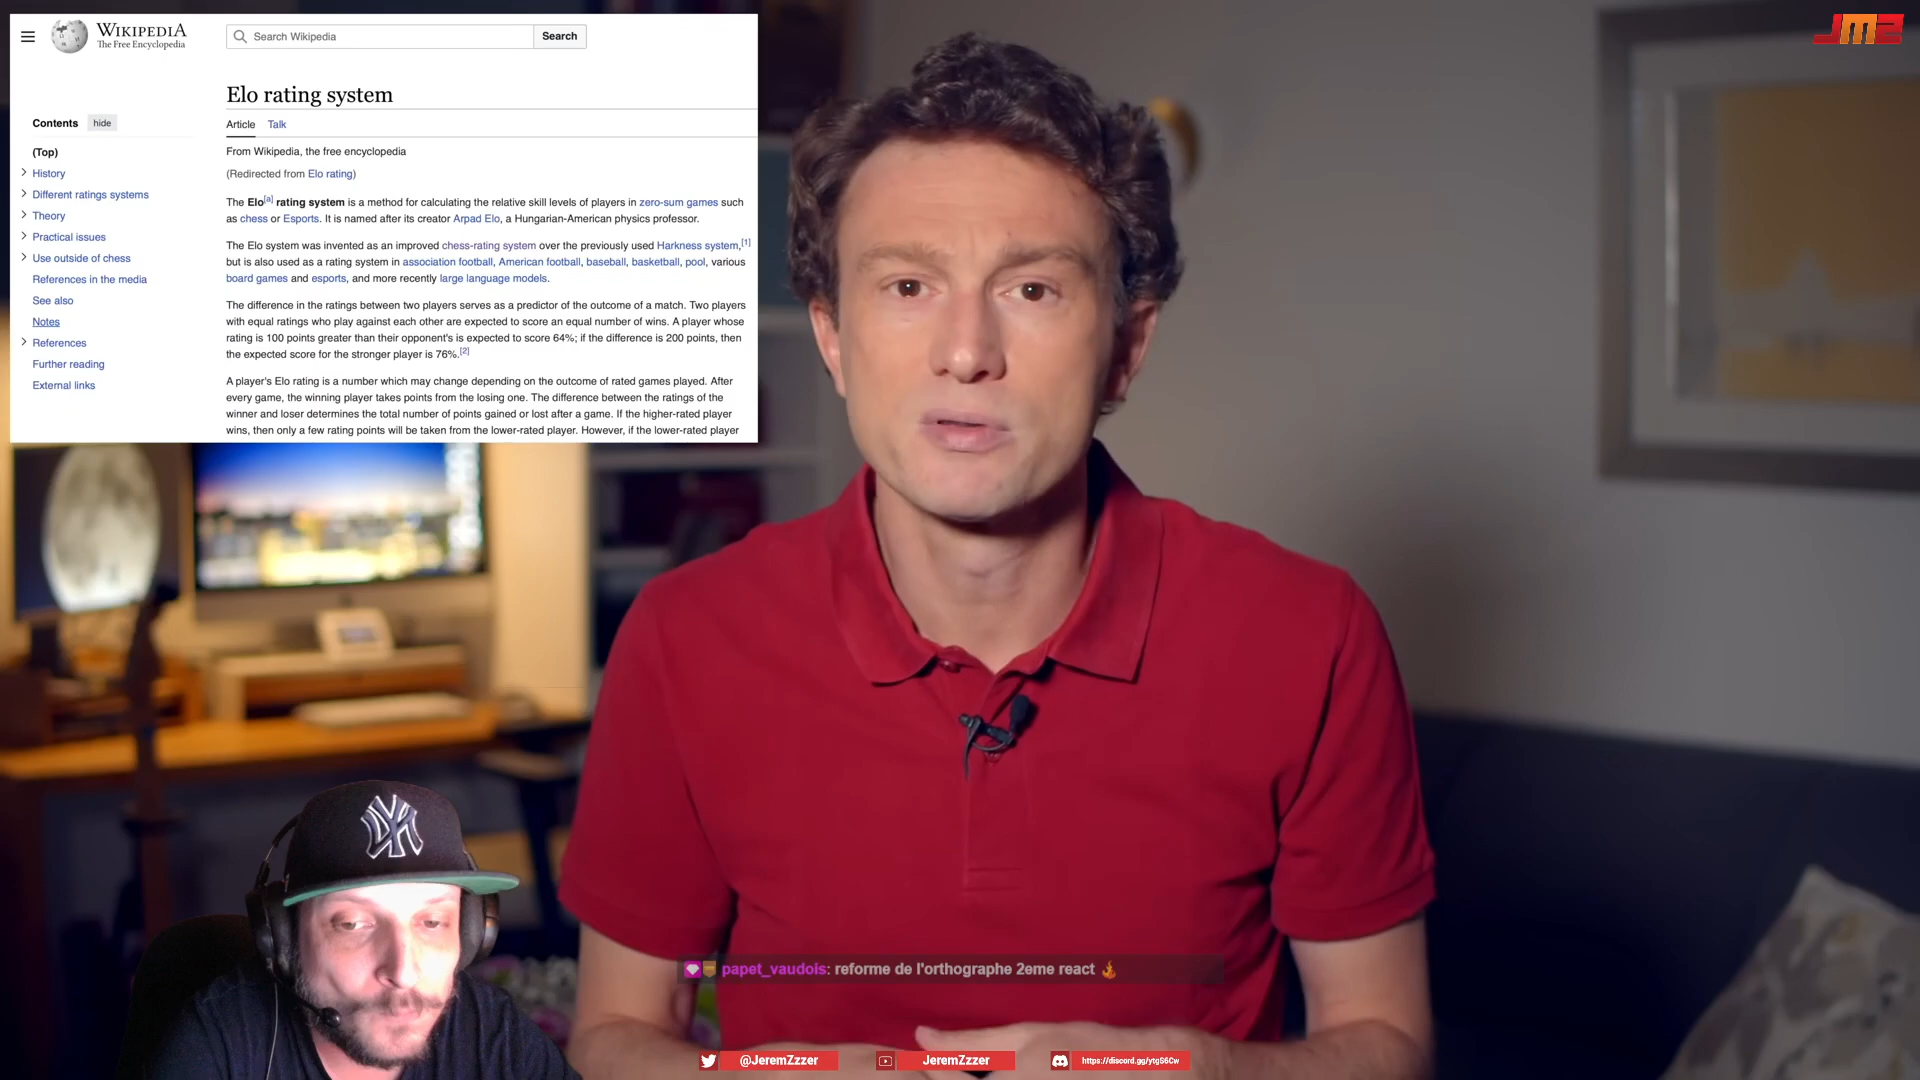 WIKIPEDIA
The Free Encyclopedia
Search Wikipedia
Search
JMZ
Elo rating system
Contents hide
Article Talk
(Top)
From Wikipedia, the free encyclopedia
History
(Redirected from Elo rating)
Different ratings systems
The Elo[a] rating system is a method for calculating the relative skill levels of players in zero-sum games such
Theory
as chess or Esports. It is named after its creator Arpad Elo, a Hungarian-American physics professor.
Practical issues
The Elo system was invented as an improved chess-rating system over the previously used Harkness system,[1]
Use outside of chess
but is also used as a rating system in association football, American football, baseball, basketball, pool, various
References in the media
board games and esports, and more recently large language models.
See also
The difference in the ratings between two players serves as a predictor of the outcome of a match. Two players
Notes
with equal ratings who play against each other are expected to score an equal number of wins. A player whose
References
rating is 100 points greater than their opponent's is expected to score 64%; if the difference is 200 points, then
the expected score for the stronger player is 76%.[2]
Further reading
External links
A player's Elo rating is a number which may change depending on the outcome of rated games played. After
every game, the winning player takes points from the losing one. The difference between the ratings of the
winner and loser determines the total number of points gained or lost after a game. If the higher-rated player
wins, then only a few rating points will be taken from the lower-rated player. However, if the lower-rated player
NY
papet_vaudois: reforme de l'orthographe 2eme react
@JeremZzzer
JeremZzzer
https://discord.gg/ytgS6Cw